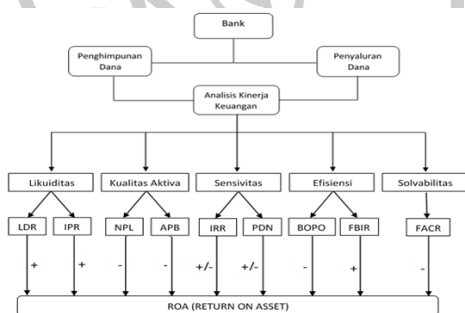 Bank
Penghimpunan
Dana
Penyaluran
Dana
Analisis Kinerja
Keuangan
Likuiditas
Kualitas Aktiva
Sensivitas
Efisiensi
Solvabilitas
LDR
IPR
NPL
APB
IRR
PDN
BOPO
FBIR
FACR
+
+
-
-
+/-
+/-
-
+
-
ROA (RETURN ON ASSET)